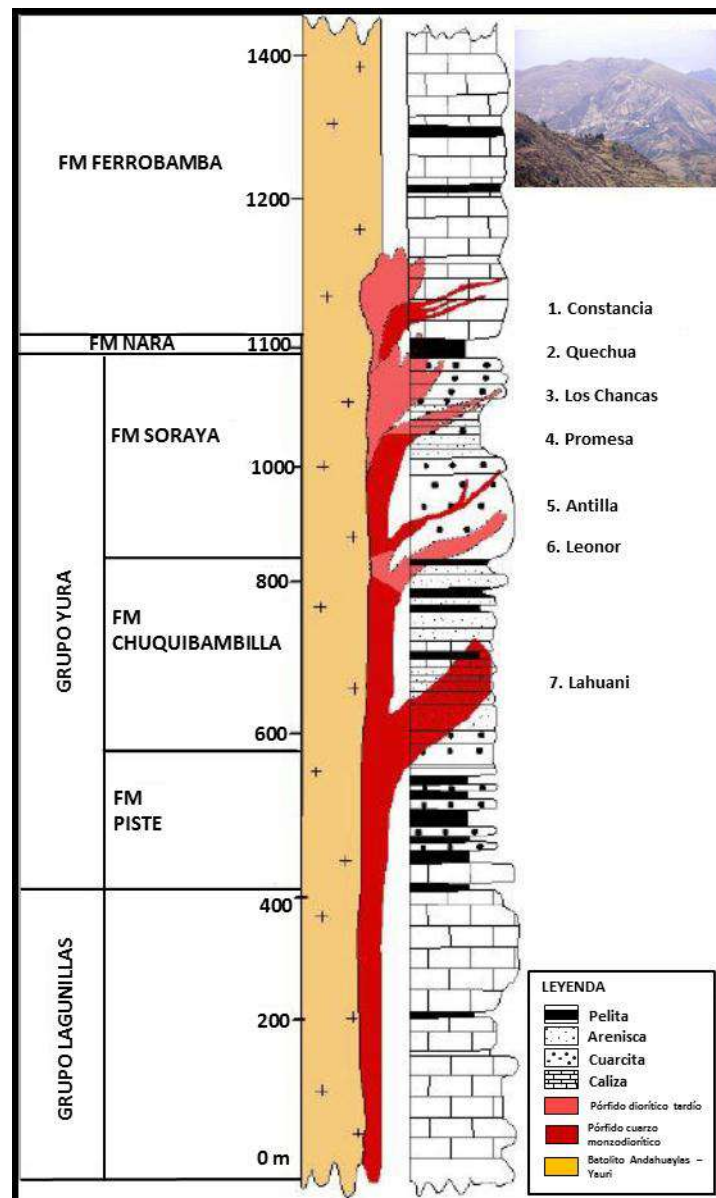 1400
FM FERROBAMBA
1200
1. Constancia
FM NARA
1100
2. Quechua
3. Los Chancas
FM SORAYA
4. Promesa
1000
5. Antilla
6. Leonor
800
GRUPO YURA
FM
CHUQUIBAMBILLA
7. Lahuani
600
FM
PISTE
400
GRUPO LAGUNILLAS
200
0 m
LEYENDA
Pelita
Arenisca
Cuarcita
Caliza
Pórfido diorítico tardío
Pórfido cuarzo
monzodiorítico
Batolito Andahuaylas –
Yauri